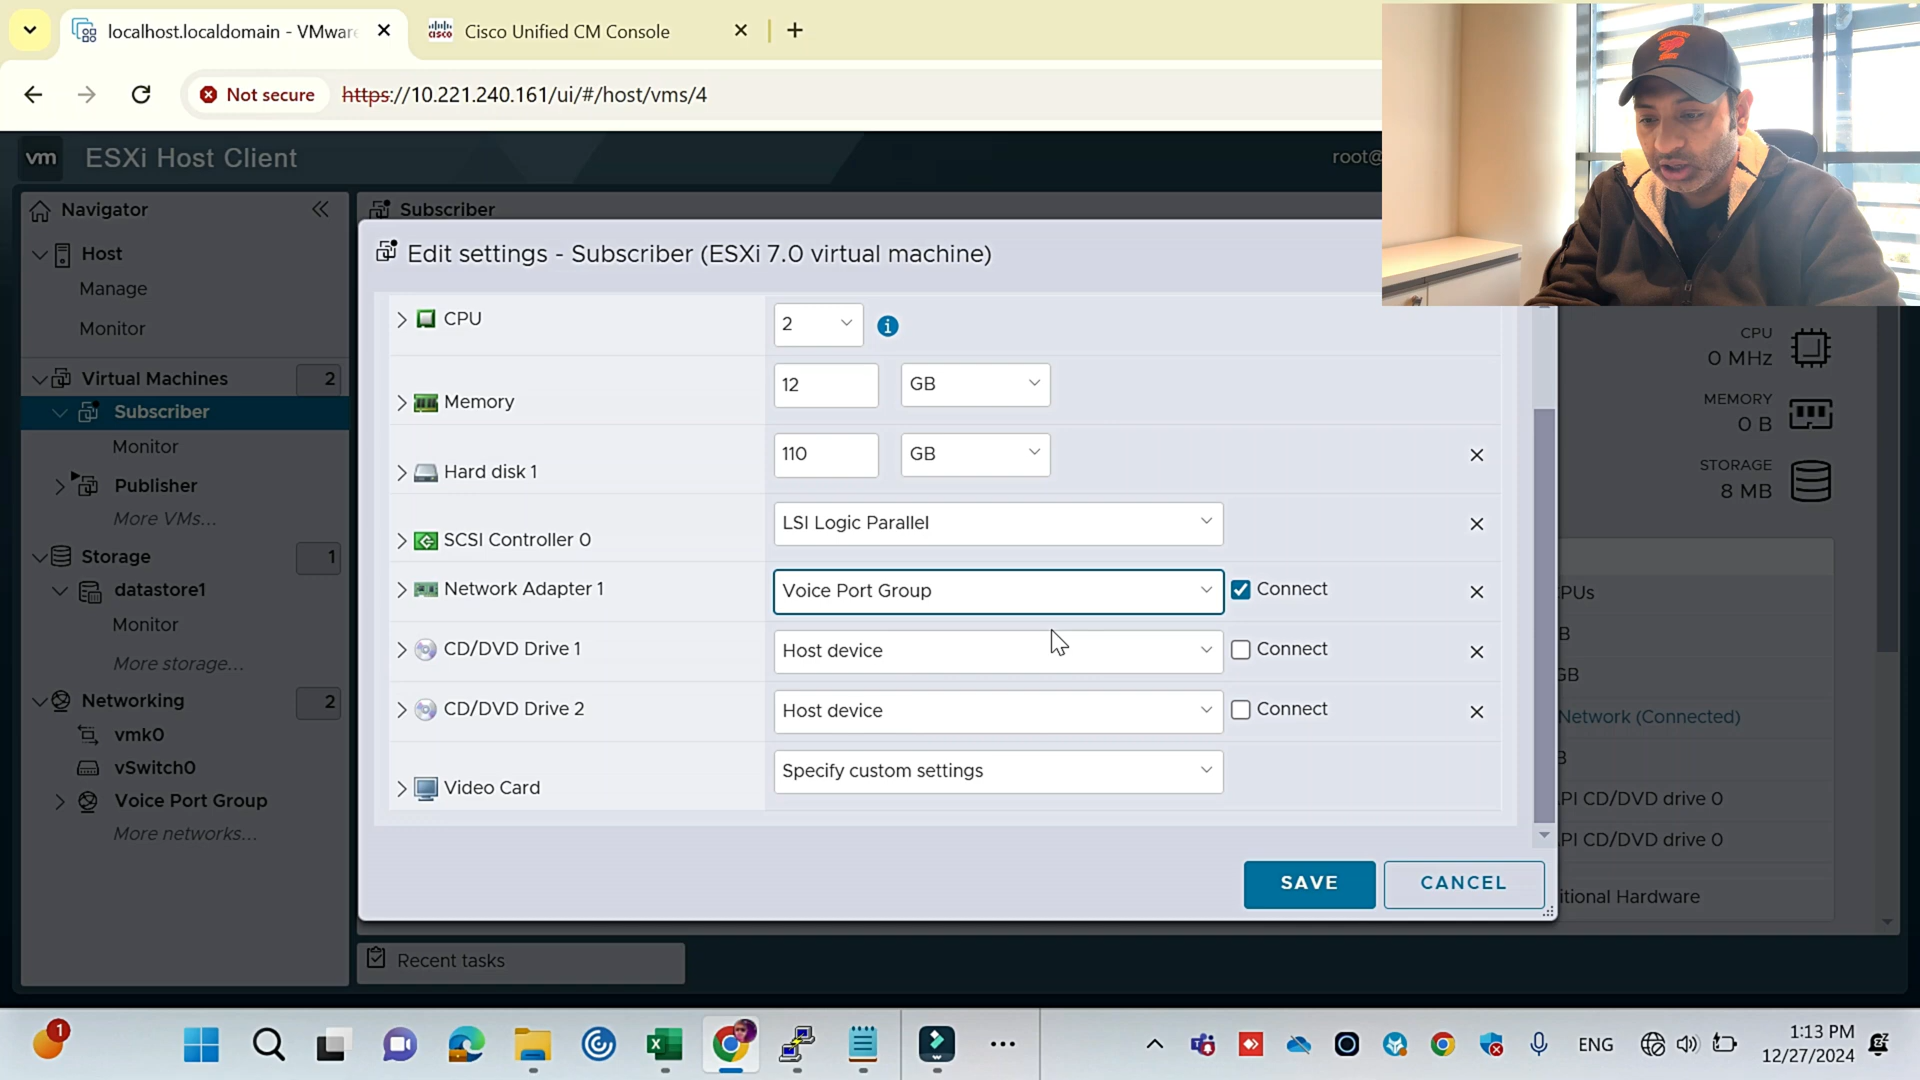 localhost.localdomain - VMware
Cisco Unified CM Console
Not secure
https://10.221.240.161/ui/#/host/vms/4
vm
ESXi Host Client
root@
Navigator
Host
Manage
Monitor
Virtual Machines 2
Subscriber
Monitor
Publisher
More VMs...
Storage 1
datastore1
Monitor
More storage...
Networking 2
vmk0
vSwitch0
Voice Port Group
More networks...
Subscriber
Edit settings - Subscriber (ESXi 7.0 virtual machine)
CPU 2
Memory 12 GB
Hard disk 1 110 GB
SCSI Controller 0 LSI Logic Parallel
Network Adapter 1 Voice Port Group Connect
CD/DVD Drive 1 Host device Connect
CD/DVD Drive 2 Host device Connect
Video Card Specify custom settings
SAVE CANCEL
CPU
0 MHz
MEMORY
0 B
STORAGE
8 MB
Network (Connected)
CD/DVD drive 0
CD/DVD drive 0
Hardware
Recent tasks
1
ENG
1:13 PM
12/27/2024